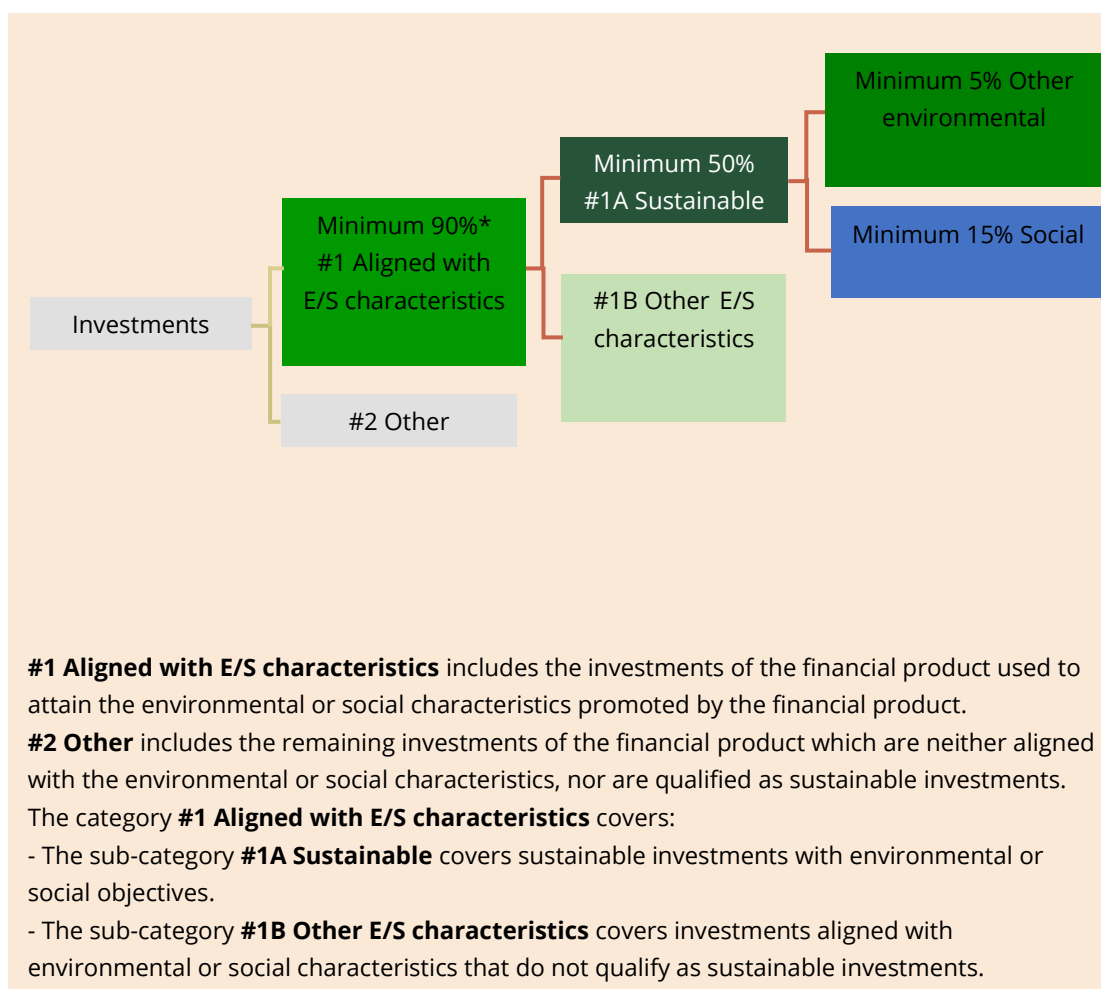 Minimum 5% Other
environmental
Minimum 50%
#1A Sustainable
Minimum 15% Social
Minimum 90%*
#1 Aligned with
E/S characteristics
#1B Other E/S
characteristics
Investments
#2 Other
#1 Aligned with E/S characteristics includes the investments of the financial product used to
attain the environmental or social characteristics promoted by the financial product.
#2 Other includes the remaining investments of the financial product which are neither aligned
with the environmental or social characteristics, nor are qualified as sustainable investments.
The category #1 Aligned with E/S characteristics covers:
- The sub-category #1A Sustainable covers sustainable investments with environmental or
social objectives.
- The sub-category #1B Other E/S characteristics covers investments aligned with
environmental or social characteristics that do not qualify as sustainable investments.